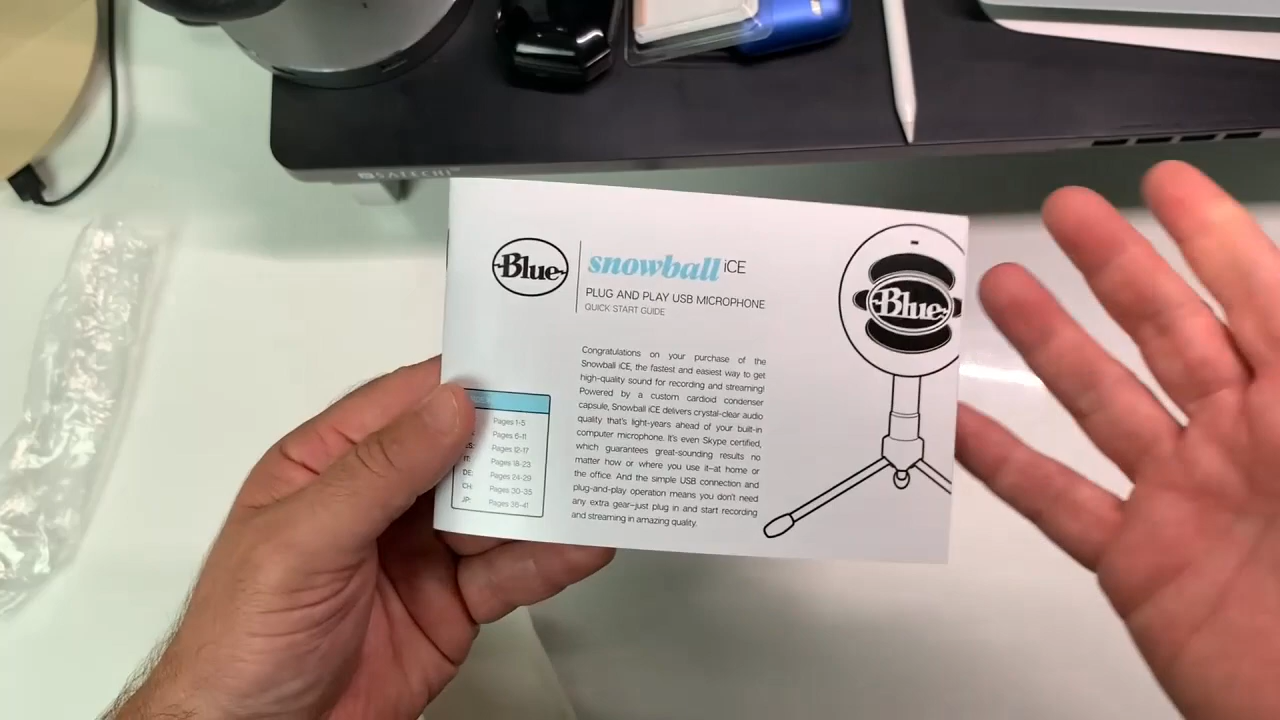 SATECHI
Blue
snowball iCE
PLUG AND PLAY USB MICROPHONE
QUICK START GUIDE
Blue
Congratulations on your purchase of the
Snowball iCE, the fastest and easiest way to get
high-quality sound for recording and streaming!
Powered by a custom cardioid condenser
capsule, Snowball iCE delivers crystal-clear audio
quality that's light-years ahead of your built-in
computer microphone. It's even Skype certified,
which guarantees great-sounding results no
matter how or where you use it–at home or
the office. And the simple USB connection and
plug-and-play operation means you don't need
any extra gear–just plug in and start recording
and streaming in amazing quality.
Pages 1-5
Pages 6-11
Pages 12-17
IT: Pages 18-23
DE: Pages 24-29
CH: Pages 30-35
JP: Pages 36-41